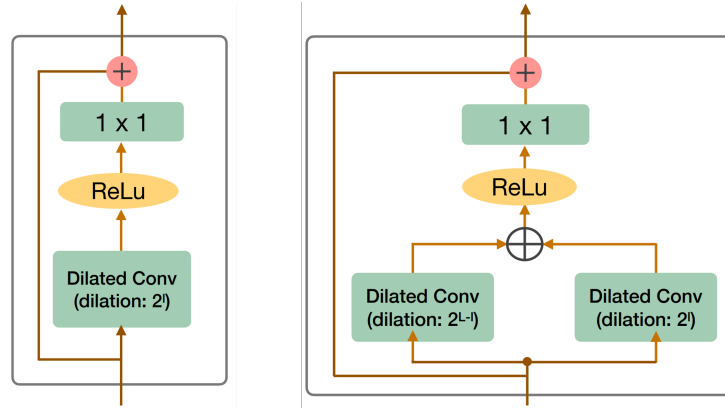 +
1 x 1
ReLu
Dilated Conv
(dilation: 2ˡ)
+
1 x 1
ReLu
Dilated Conv
(dilation: 2ᴸ⁻ˡ)
Dilated Conv
(dilation: 2ˡ)